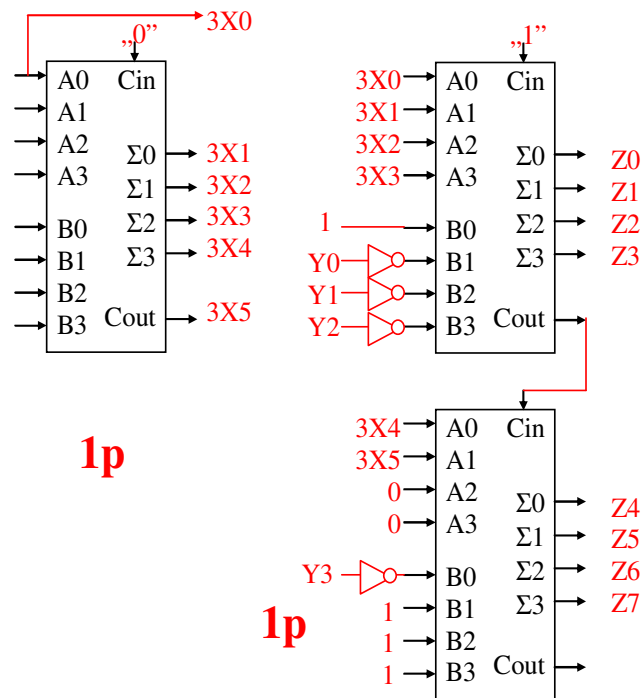 3X0
„0”
A0 Cin
A1
A2
A3
Σ0 3X1
Σ1 3X2
Σ2 3X3
Σ3 3X4
B0
B1
B2
B3
Cout 3X5
„1”
3X0 A0 Cin
3X1 A1
3X2 A2
3X3 A3
Σ0 Z0
Σ1 Z1
Σ2 Z2
Σ3 Z3
1 B0
Y0 B1
Y1 B2
Y2 B3
Cout
1p
3X4 A0 Cin
3X5 A1
0 A2
0 A3
Σ0 Z4
Σ1 Z5
Σ2 Z6
Σ3 Z7
Y3 B0
1 B1
1 B2
1 B3
Cout
1p